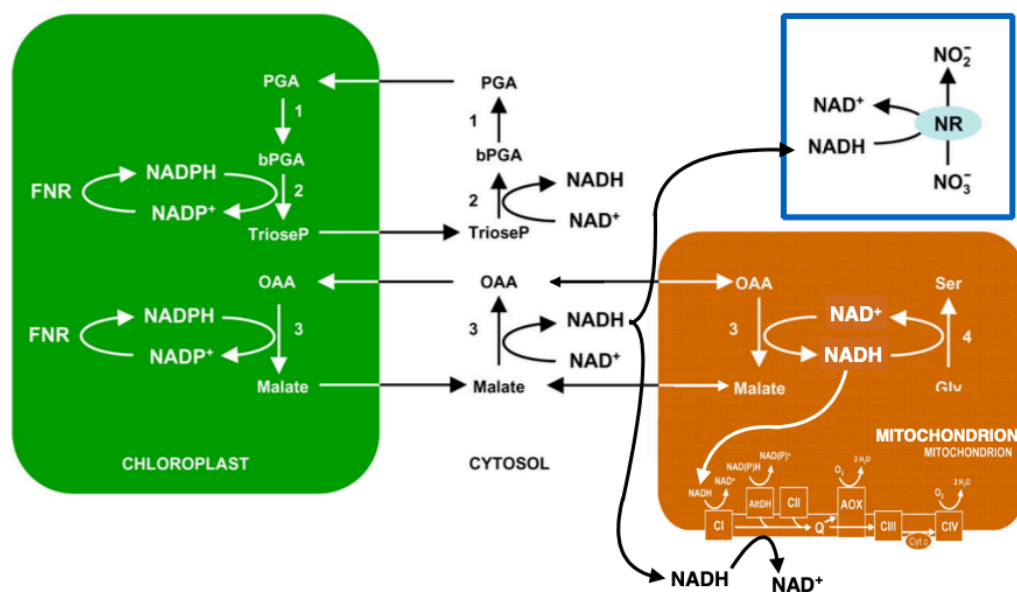 PGA
1
bPGA
FNR
NADPH
NADP⁺
2
TrioseP
OAA
FNR
NADPH
NADP⁺
3
Malate
CHLOROPLAST
PGA
1
bPGA
2
NADH
NAD⁺
TrioseP
OAA
3
NADH
NAD⁺
Malate
CYTOSOL
NO₂⁻
NAD⁺
NR
NADH
NO₃⁻
OAA
Ser
3
NAD⁺
NADH
4
Malate
Gly
MITOCHONDRION
MITOCHONDRION
NADH
NAD⁺
NAD(P)H
NAD(P)⁺
O₂
2 H₂O
O₂
2 H₂O
CI
AltDH
CII
Q
AOX
CIII
Cyt c
CIV
NADH
NAD⁺